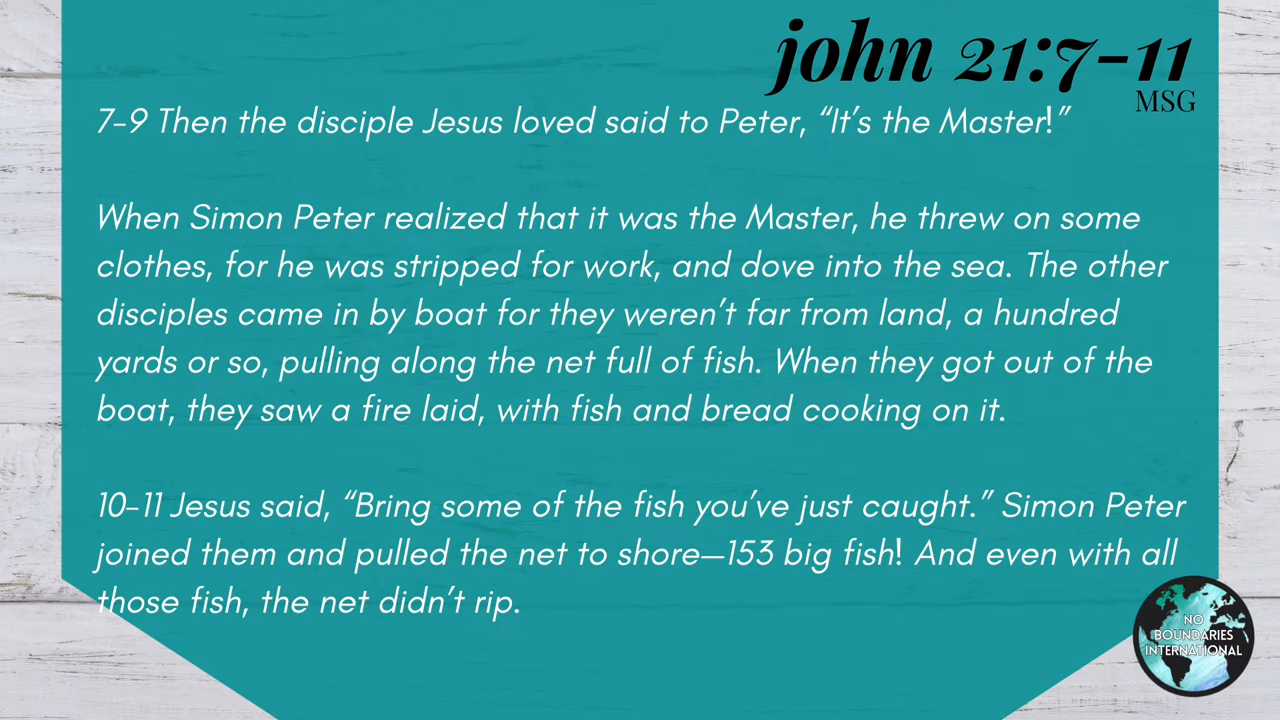 john 21:7-11
MSG
7-9 Then the disciple Jesus loved said to Peter, “It’s the Master!”
When Simon Peter realized that it was the Master, he threw on some
clothes, for he was stripped for work, and dove into the sea. The other
disciples came in by boat for they weren’t far from land, a hundred
yards or so, pulling along the net full of fish. When they got out of the
boat, they saw a fire laid, with fish and bread cooking on it.
10-11 Jesus said, “Bring some of the fish you’ve just caught.” Simon Peter
joined them and pulled the net to shore—153 big fish! And even with all
those fish, the net didn’t rip.
NO
BOUNDARIES
INTERNATIONAL